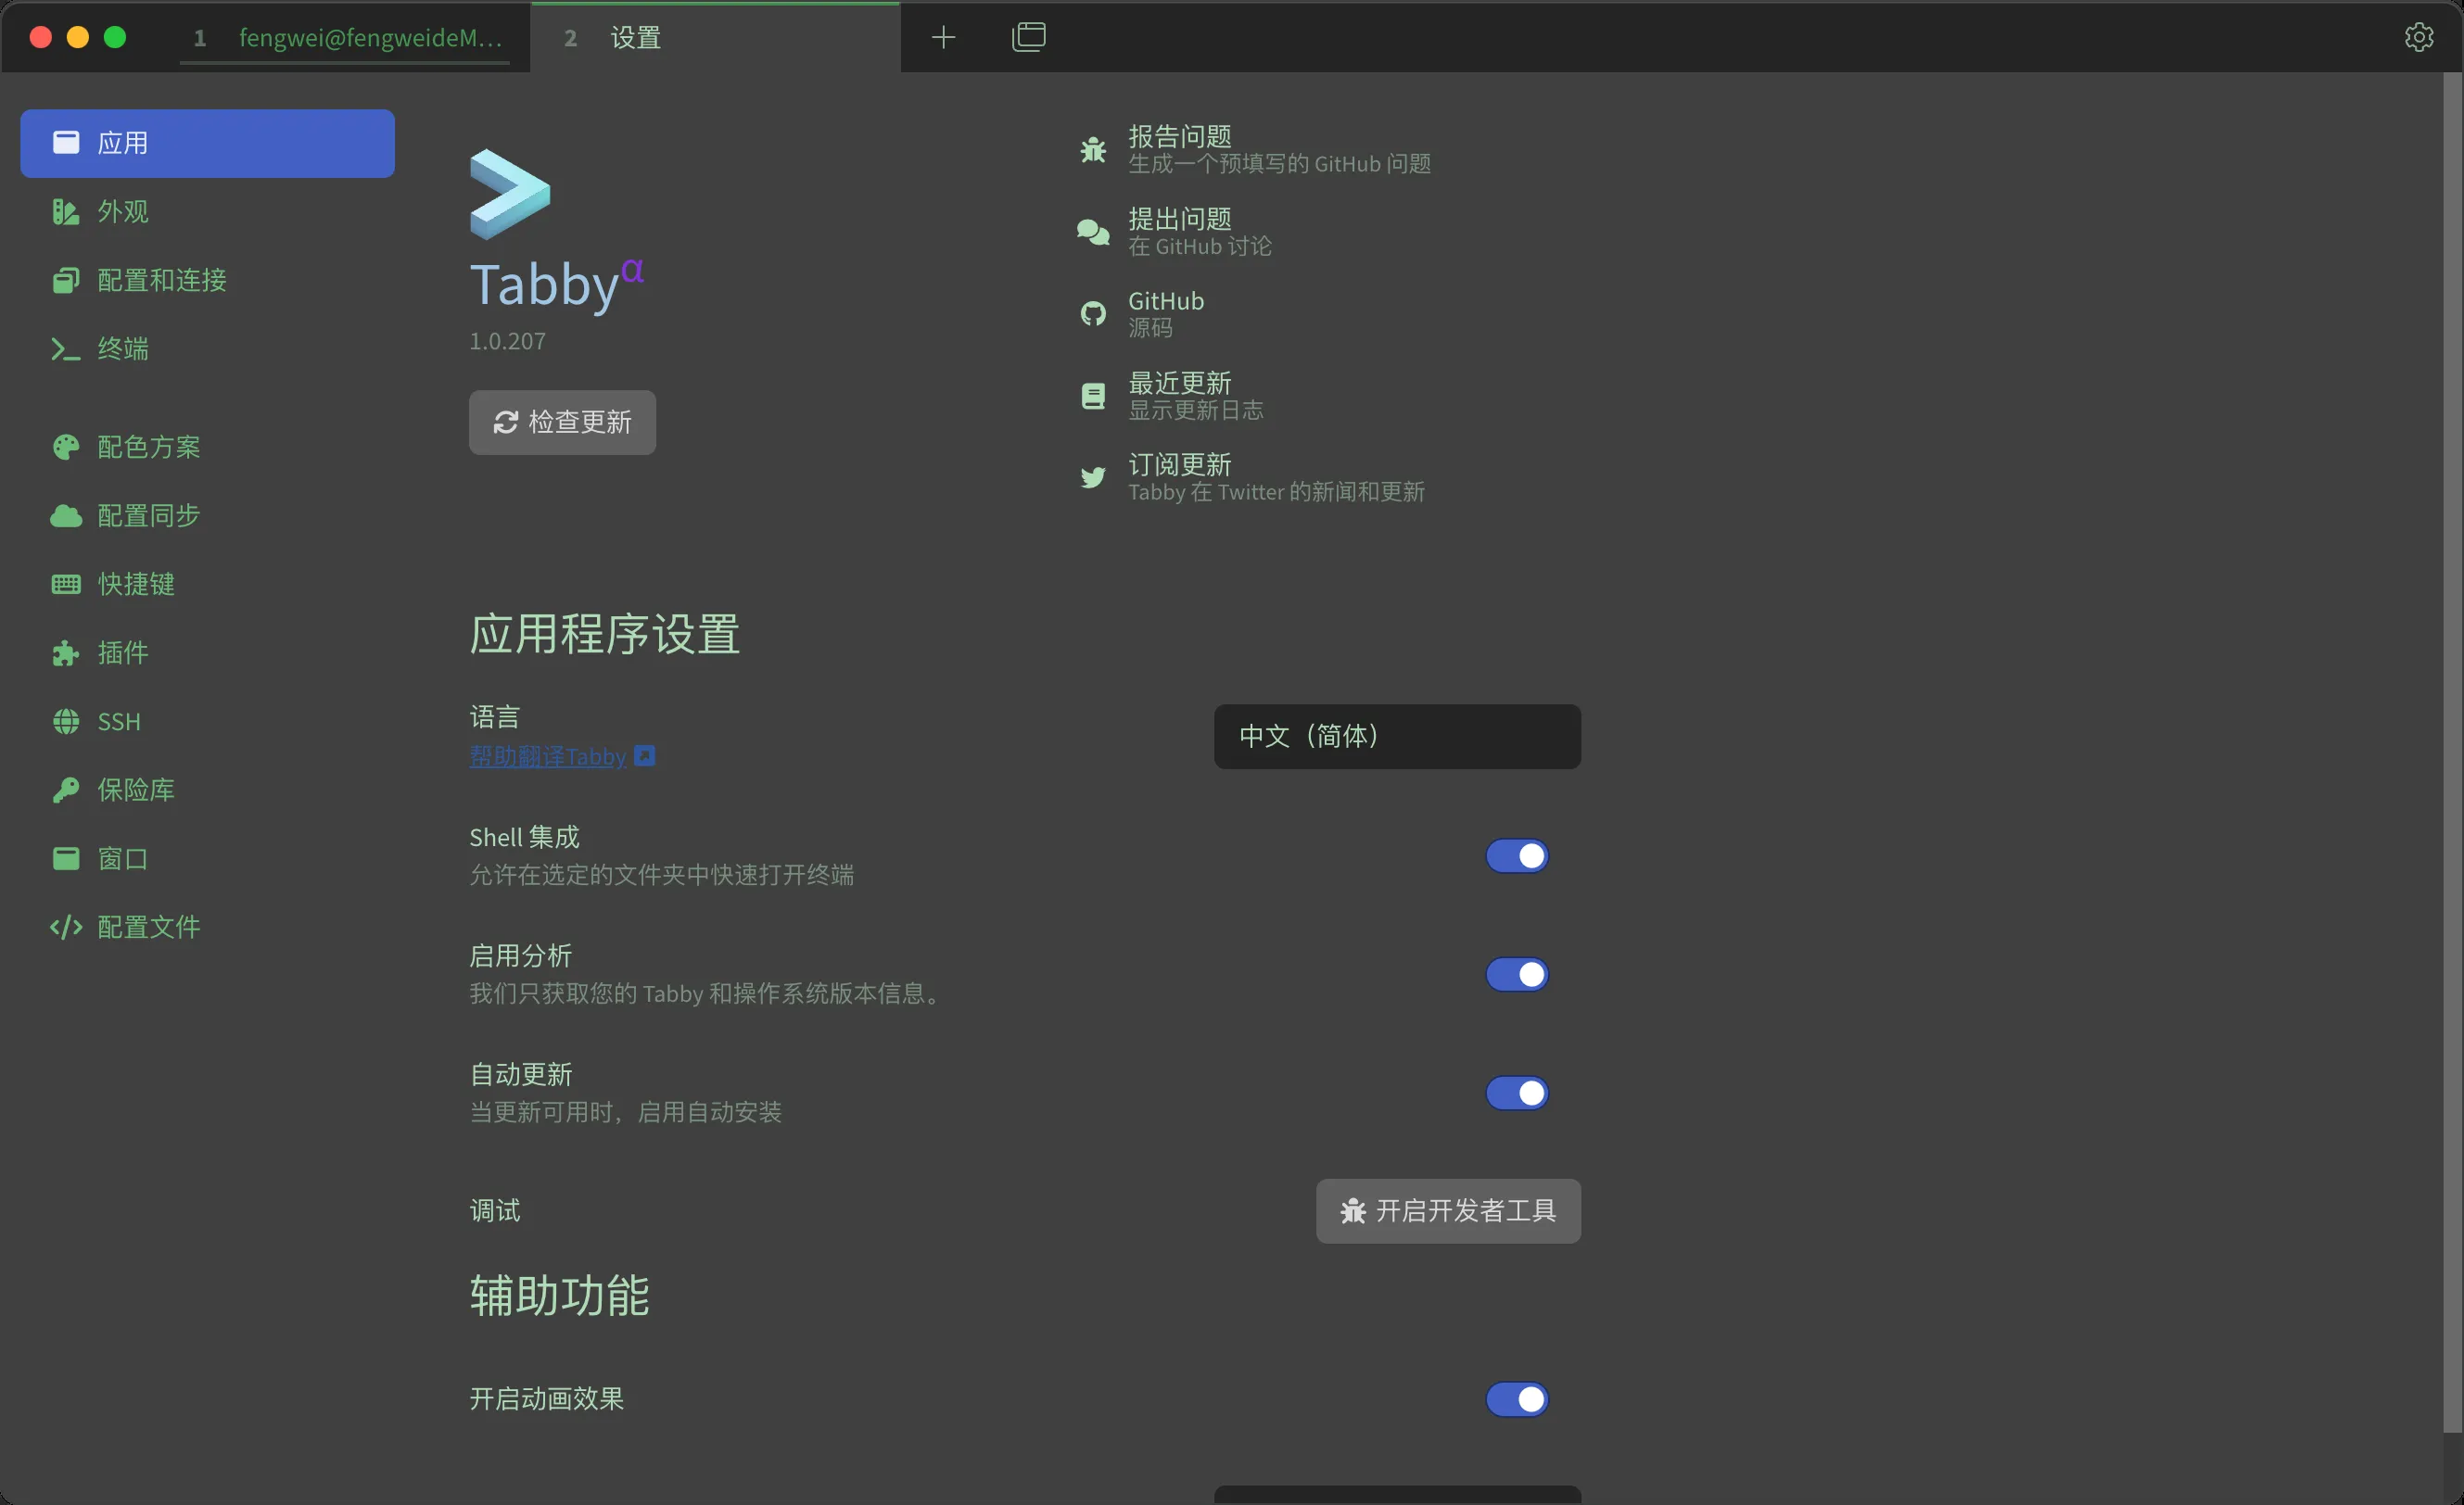 1 fengwei@fengweideM...
2 设置
应用
外观
配置和连接
终端
配色方案
配置同步
快捷键
插件
SSH
保险库
窗口
配置文件
Tabbyα
1.0.207
检查更新
报告问题
生成一个预填写的 GitHub 问题
提出问题
在 GitHub 讨论
GitHub
源码
最近更新
显示更新日志
订阅更新
Tabby 在 Twitter 的新闻和更新
应用程序设置
语言
帮助翻译Tabby
中文（简体）
Shell 集成
允许在选定的文件夹中快速打开终端
启用分析
我们只获取您的 Tabby 和操作系统版本信息。
自动更新
当更新可用时，启用自动安装
调试
开启开发者工具
辅助功能
开启动画效果